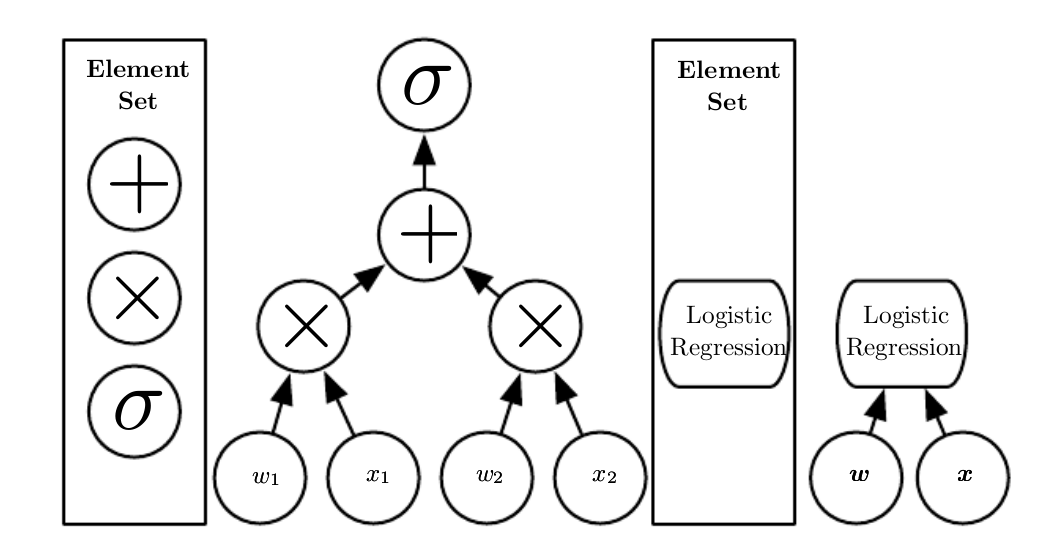 Element
Set
+
×
σ
σ
+
×
×
w₁
x₁
w₂
x₂
Element
Set
Logistic
Regression
Logistic
Regression
w
x